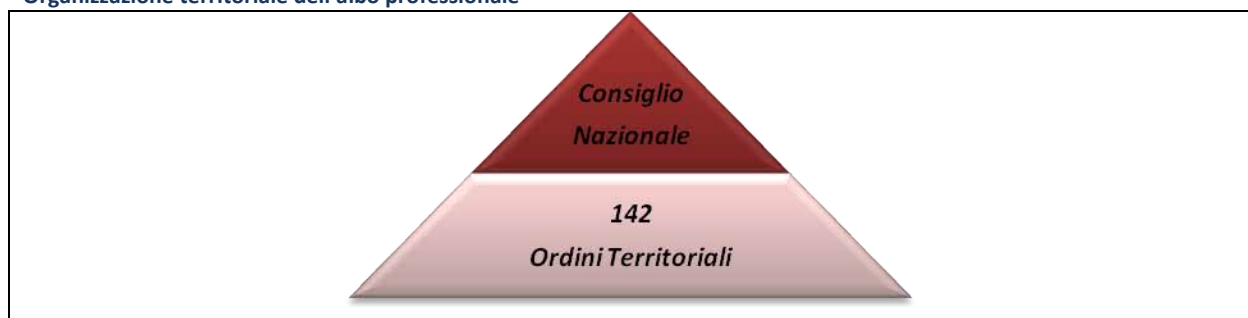 Organizzazione territoriale dell'albo professionale
Consiglio
Nazionale
142
Ordini Territoriali